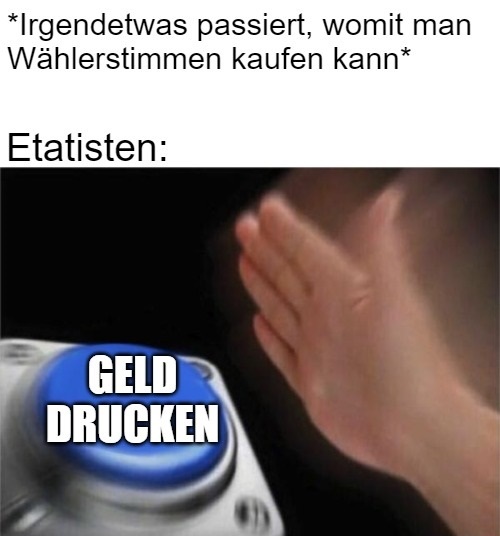 *Irgendetwas passiert, womit man
Wählerstimmen kaufen kann*
Etatisten:
GELD
DRUCKEN